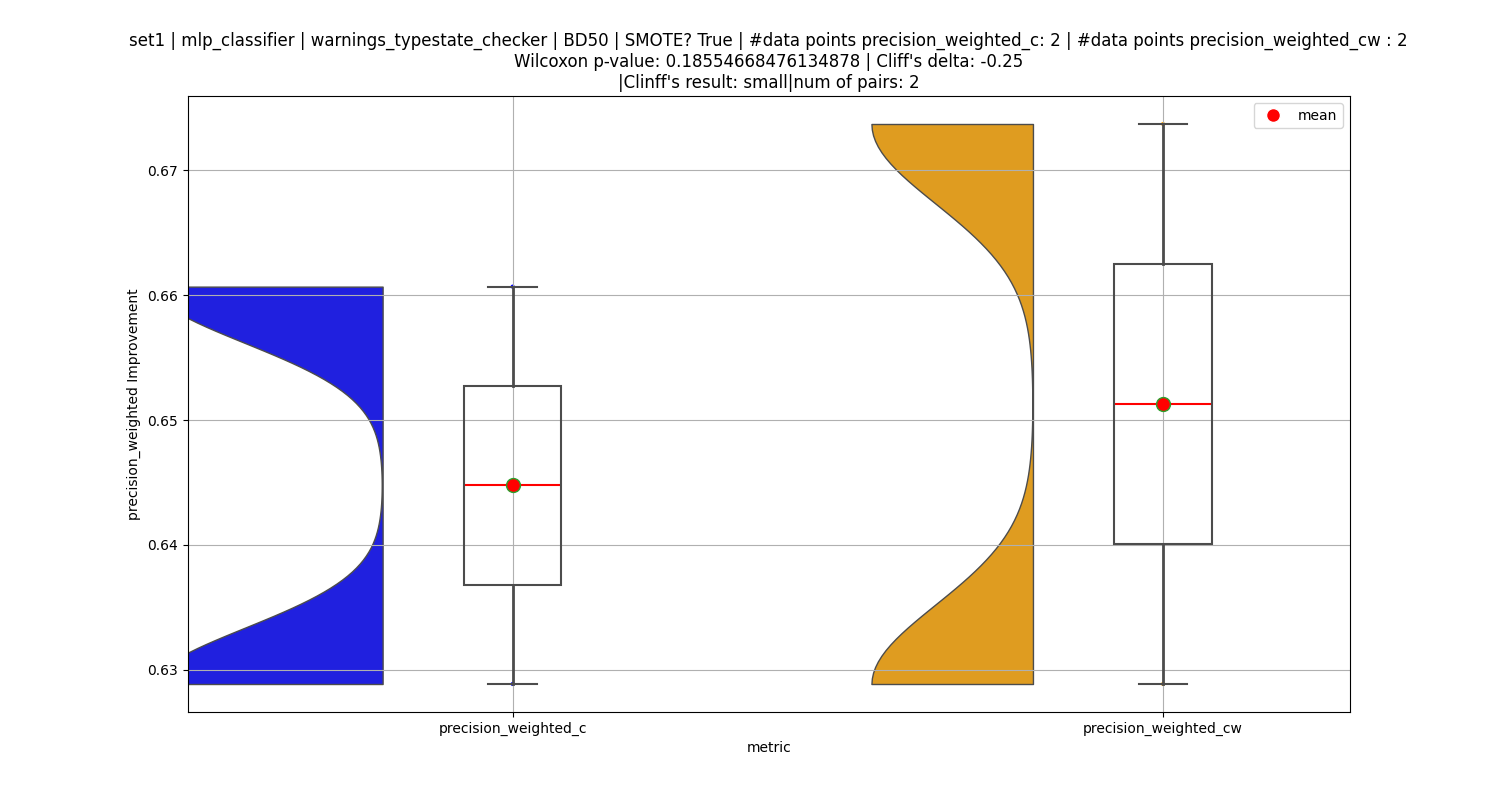 set1 | mlp_classifier | warnings_typestate_checker | BD50 | SMOTE? True | #data points precision_weighted_c: 2 | #data points precision_weighted_cw : 2
Wilcoxon p-value: 0.18554668476134878 | Cliff's delta: -0.25
|Clinff's result: small|num of pairs: 2
mean
0.67
0.66
0.65
0.64
0.63
precision_weighted Improvement
precision_weighted_c
precision_weighted_cw
metric